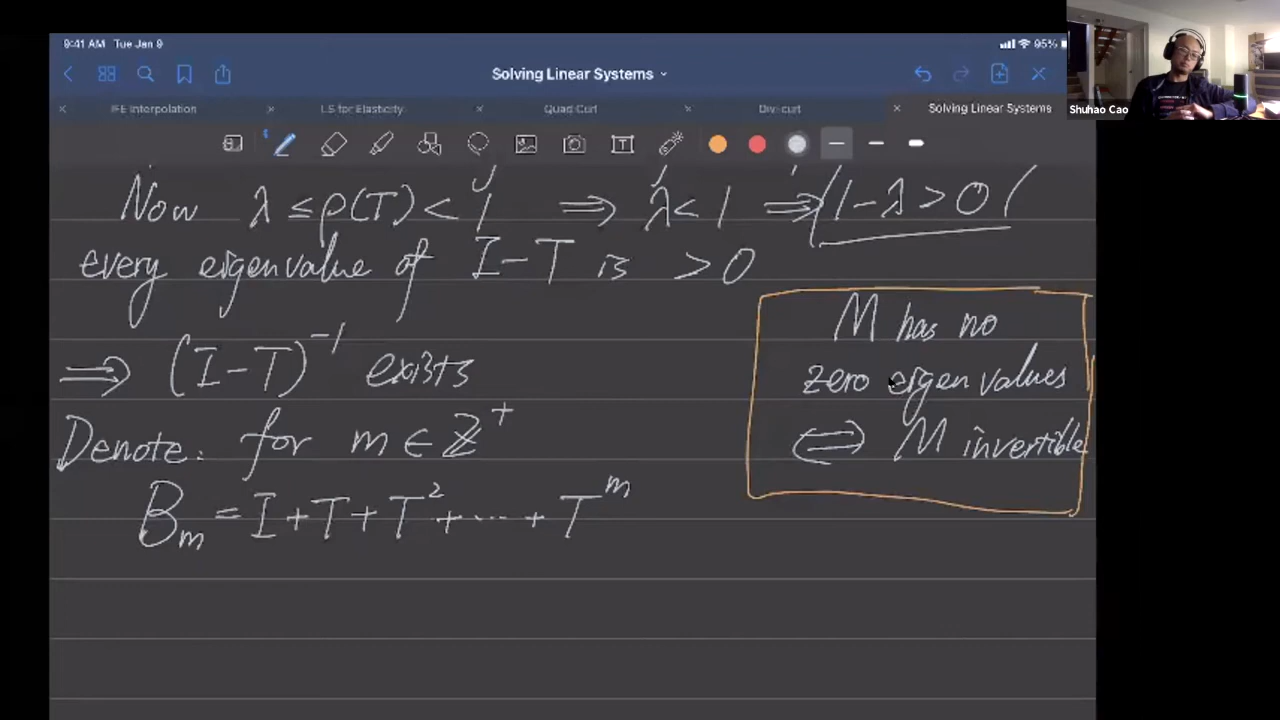 9:41 AM Tue Jan 9
95%
Solving Linear Systems
IFE Interpolation
LS for Elasticity
Quad Curl
Div-curl
Solving Linear Systems
Shuhao Cao
Now λ ≤ ρ(T) < 1 ⟹ λ < 1 ⟹ 1-λ > 0
every eigenvalue of I-T is > 0
⟹ (I-T)⁻¹ exists
Denote: for m ∈ ℤ⁺
Bₘ = I + T + T² + ⋯ + Tᵐ
M has no
zero eigenvalues
⟺ M invertible